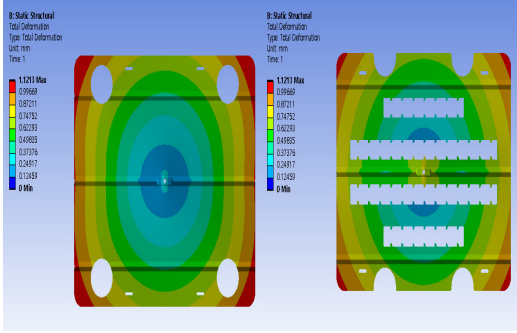 B: Static Structural
Total Deformation
Type: Total Deformation
Unit: mm
Time: 1
1.1213 Max
0.99669
0.87211
0.74752
0.62293
0.49835
0.37376
0.24917
0.12459
0 Min
B: Static Structural
Total Deformation
Type: Total Deformation
Unit: mm
Time: 1
1.1213 Max
0.99669
0.87211
0.74752
0.62293
0.49835
0.37376
0.24917
0.12459
0 Min